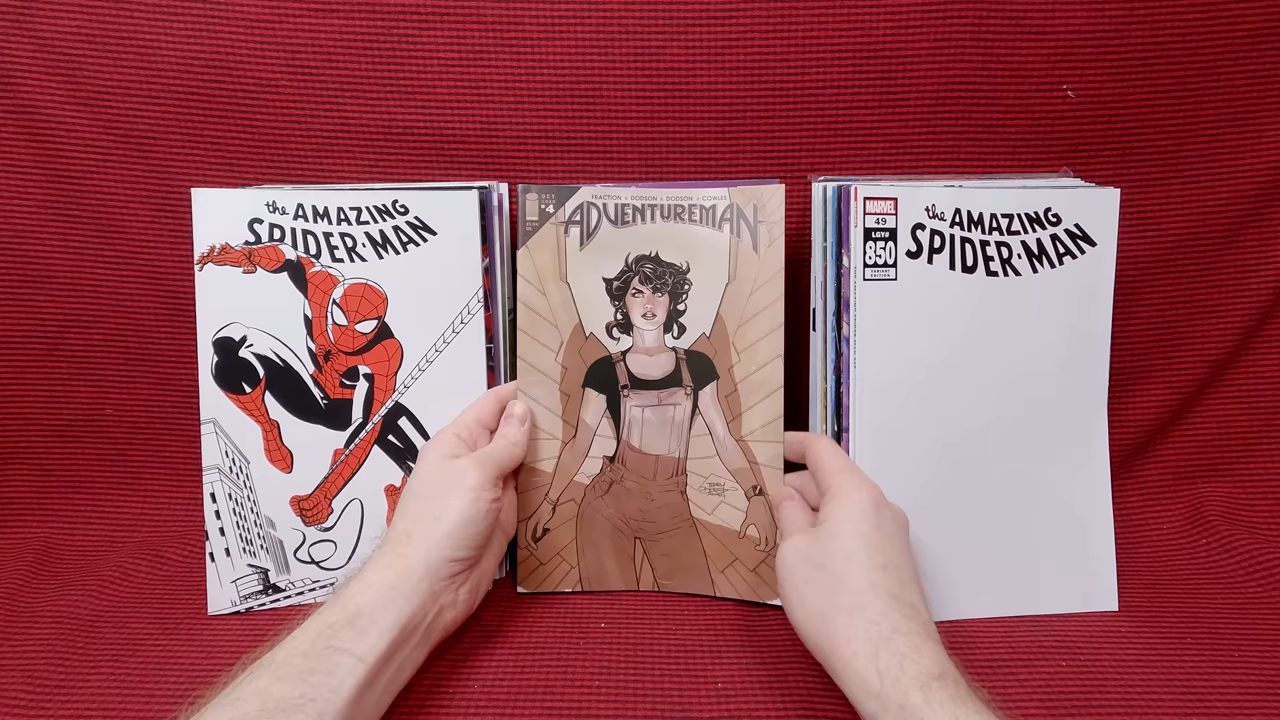 the AMAZING
SPIDER-MAN
OCT
#4
FRACTION • DODSON • DODSON • COWLES
ADVENTUREMAN
MARVEL
49
LGY#
850
VARIANT
EDITION
the AMAZING
SPIDER-MAN